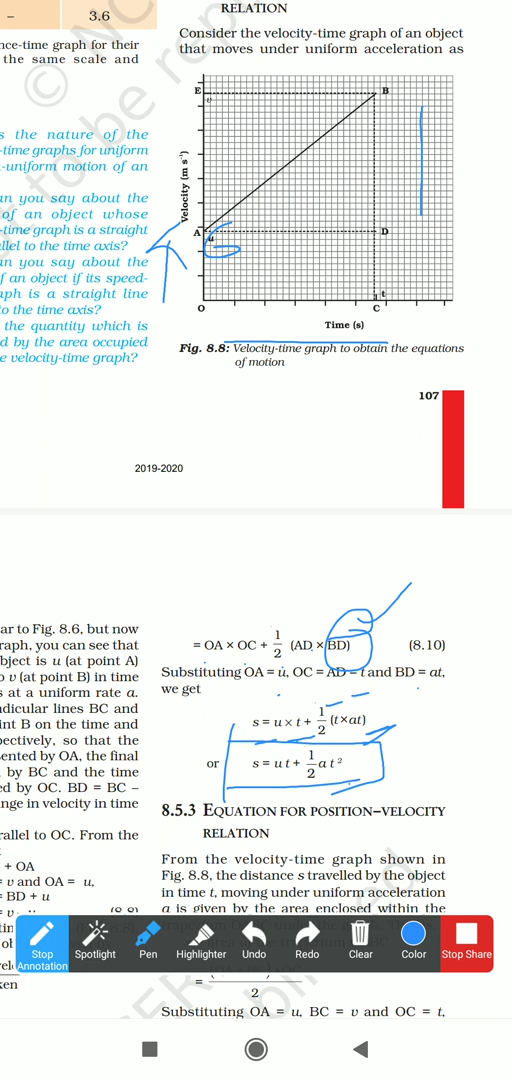 –
3.6
RELATION
nce-time graph for their
the same scale and
Consider the velocity-time graph of an object
that moves under uniform acceleration as
s the nature of the
-time graphs for uniform
-uniform motion of an
an you say about the
of an object whose
-time graph is a straight
llel to the time axis?
an you say about the
f an object if its speed-
aph is a straight line
to the time axis?
the quantity which is
d by the area occupied
e velocity-time graph?
E
v
B
Velocity (m s⁻¹)
A
u
D
t
O
C
Time (s)
Fig. 8.8: Velocity-time graph to obtain the equations
of motion
107
2019-2020
ar to Fig. 8.6, but now
raph, you can see that
bject is u (at point A)
o v (at point B) in time
s at a uniform rate a.
ndicular lines BC and
int B on the time and
pectively, so that the
sented by OA, the final
by BC and the time
ed by OC. BD = BC –
nge in velocity in time
rallel to OC. From the
+ OA
= v and OA = u,
= BD + u
(8.8)
= OA × OC + 1/2 (AD × BD) (8.10)
Substituting OA = u, OC = AD = t and BD = at,
we get
s = u × t + 1/2 (t × at)
or s = u t + 1/2 a t²
8.5.3 EQUATION FOR POSITION–VELOCITY
RELATION
From the velocity-time graph shown in
Fig. 8.8, the distance s travelled by the object
in time t, moving under uniform acceleration
a is given by the area enclosed within the
Stop Annotation
Spotlight
Pen
Highlighter
Undo
Redo
Clear
Color
Stop Share
ken
=
2
Substituting OA = u, BC = v and OC = t,